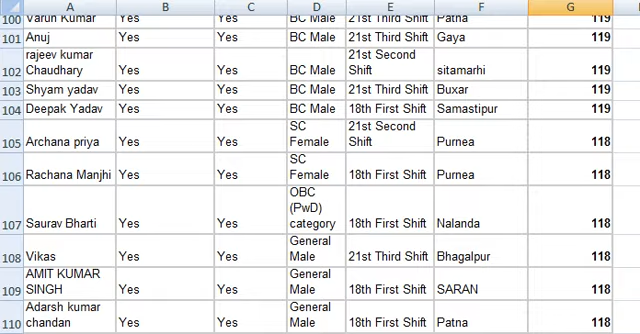 A B C D E F G
100 Varun Kumar Yes Yes BC Male 21st Third Shift Patna 119
101 Anuj Yes Yes BC Male 21st Third Shift Gaya 119
rajeev kumar 21st Second
102 Chaudhary Yes Yes BC Male Shift sitamarhi 119
103 Shyam yadav Yes Yes BC Male 21st Third Shift Buxar 119
104 Deepak Yadav Yes Yes BC Male 18th First Shift Samastipur 119
SC 21st Second
105 Archana priya Yes Yes Female Shift Purnea 118
SC
106 Rachana Manjhi Yes Yes Female 18th First Shift Purnea 118
OBC
(PwD)
107 Saurav Bharti Yes Yes category 18th First Shift Nalanda 118
General
108 Vikas Yes Yes Male 21st Third Shift Bhagalpur 118
AMIT KUMAR General
109 SINGH Yes Yes Male 18th First Shift SARAN 118
Adarsh kumar General
110 chandan Yes Yes Male 18th First Shift Patna 118